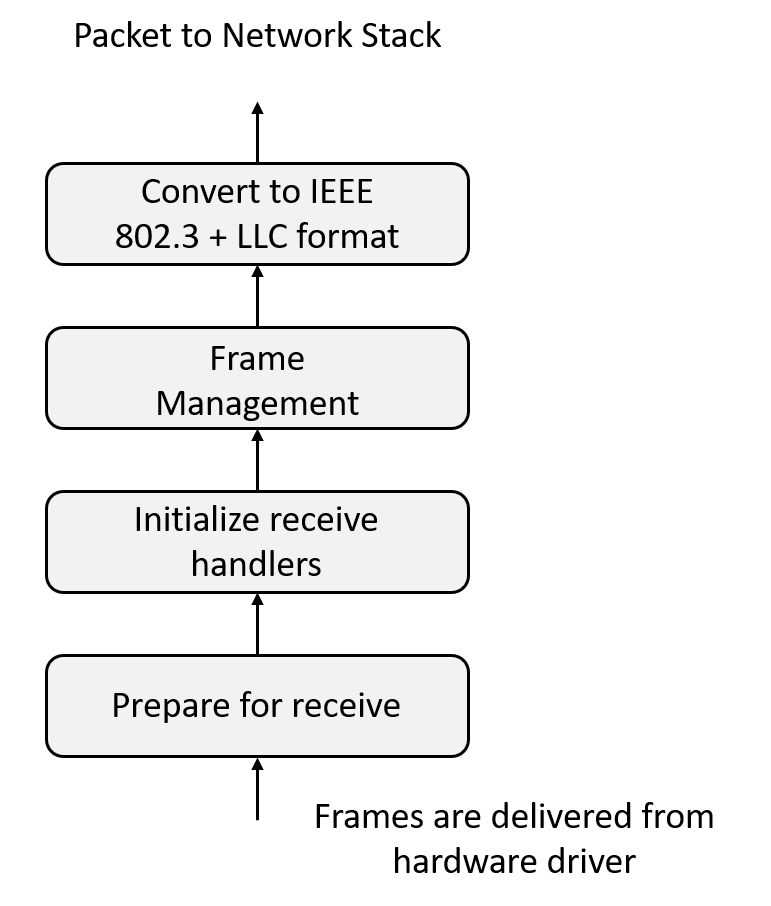 Packet to Network Stack
Convert to IEEE
802.3 + LLC format
Frame
Management
Initialize receive
handlers
Prepare for receive
Frames are delivered from
hardware driver